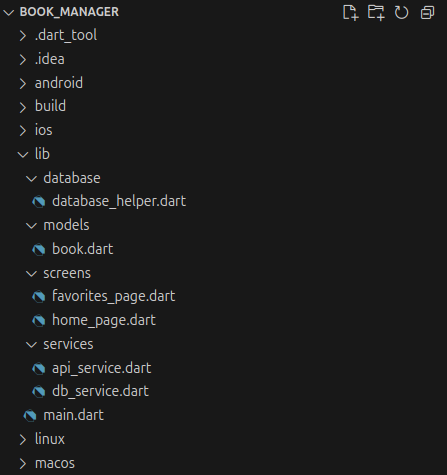 BOOK_MANAGER
.dart_tool
.idea
android
build
ios
lib
database
database_helper.dart
models
book.dart
screens
favorites_page.dart
home_page.dart
services
api_service.dart
db_service.dart
main.dart
linux
macos